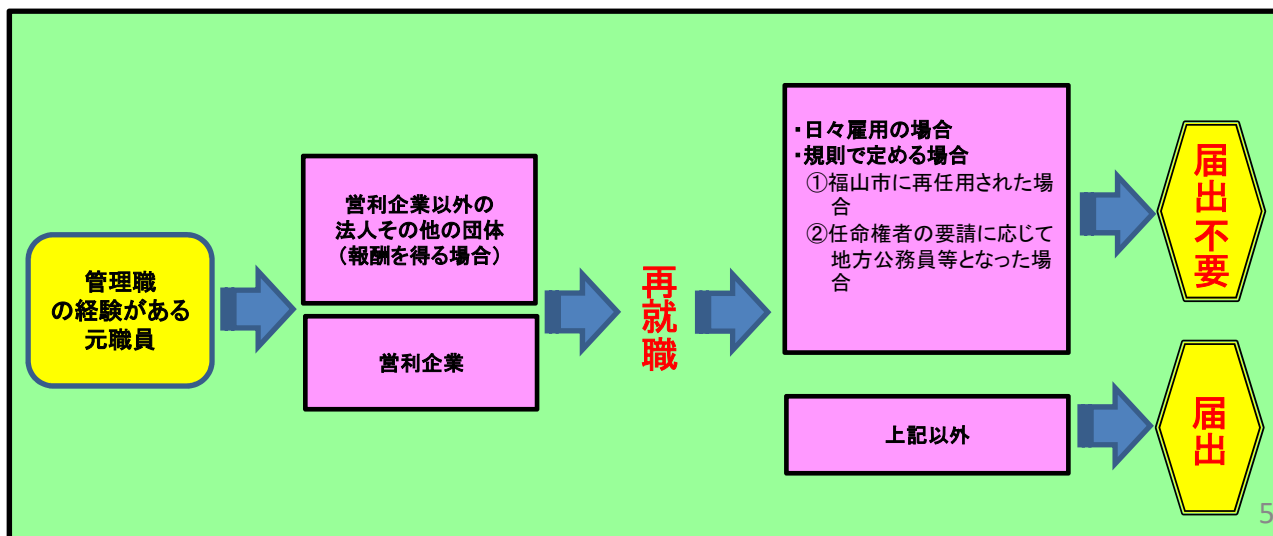 管理職
の経験がある
元職員
営利企業以外の
法人その他の団体
（報酬を得る場合）
営利企業
再就職
・日々雇用の場合
・規則で定める場合
①福山市に再任用された場
合
②任命権者の要請に応じて
地方公務員等となった場
合
上記以外
届出不要
届出
5